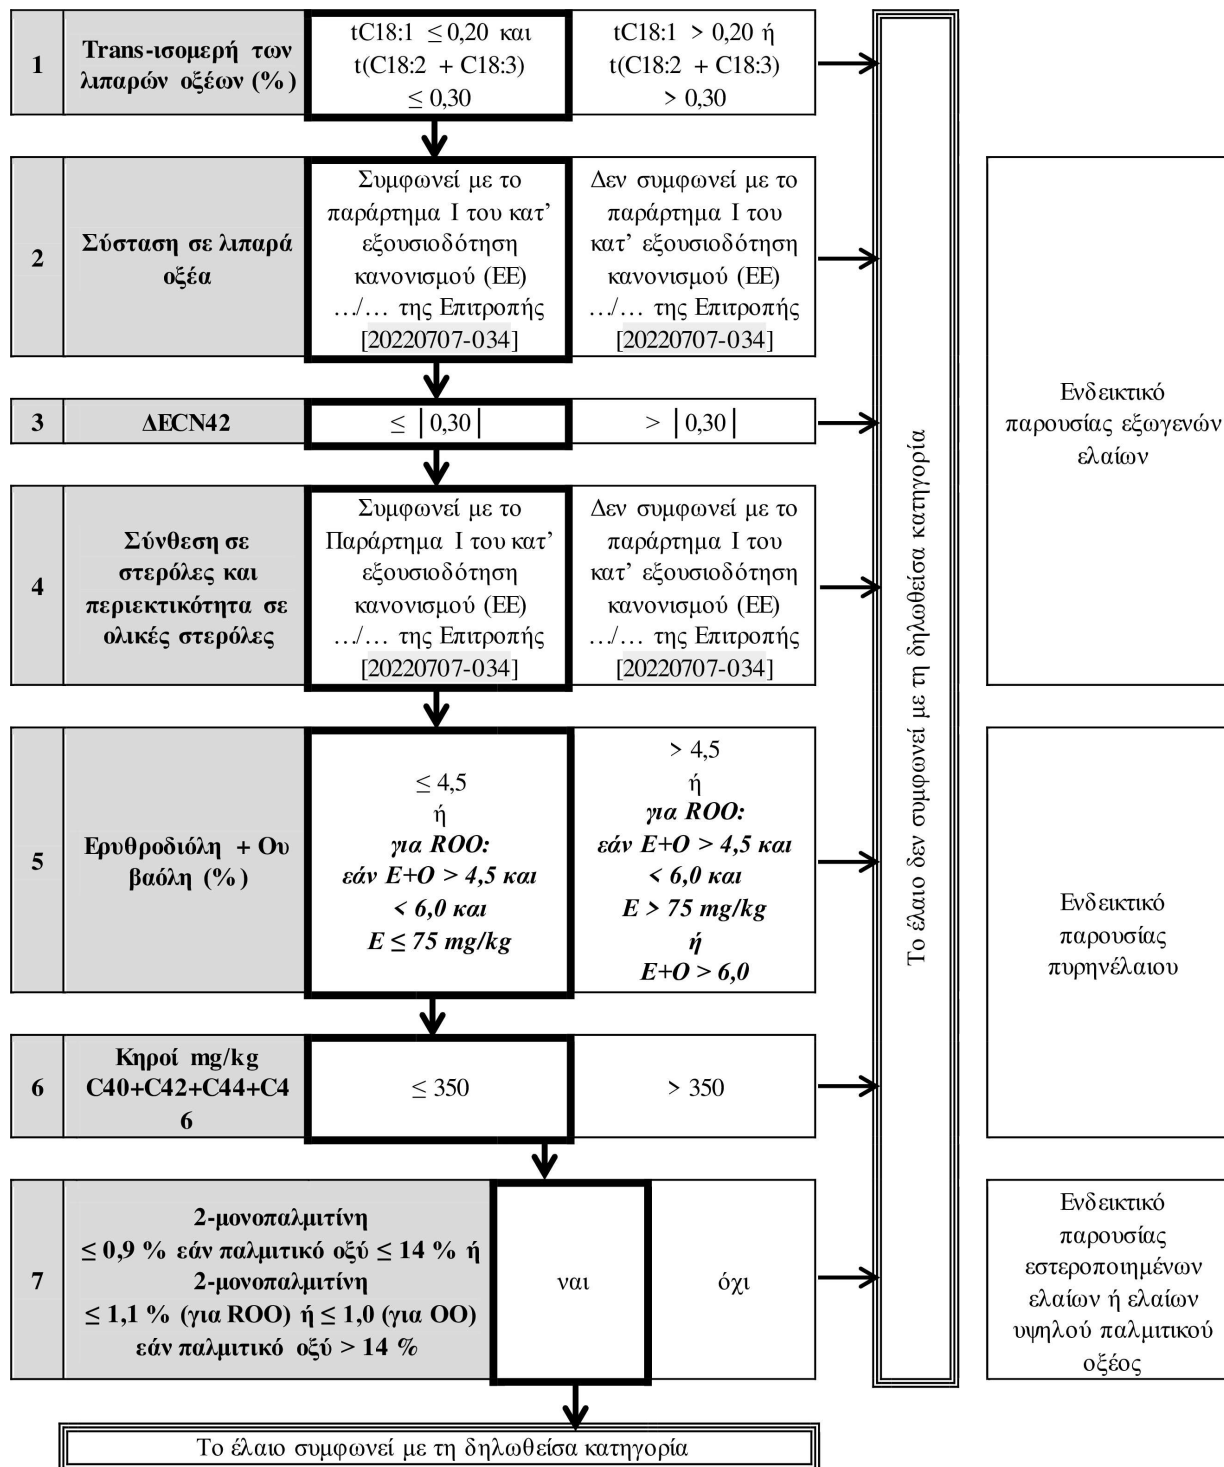 1
Trans-ισομερή των
λιπαρών οξέων (%)
tC18:1 ≤ 0,20 και
t(C18:2 + C18:3)
≤ 0,30
tC18:1 > 0,20 ή
t(C18:2 + C18:3)
> 0,30
2
Σύσταση σε λιπαρά
οξέα
Συμφωνεί με το
παράρτημα I του κατ’
εξουσιοδότηση
κανονισμού (ΕΕ)
…/… της Επιτροπής
[20220707-034]
Δεν συμφωνεί με το
παράρτημα I του
κατ’ εξουσιοδότηση
κανονισμού (ΕΕ)
…/… της Επιτροπής
[20220707-034]
3
ΔECN42
≤ |0,30|
> |0,30|
Ενδεικτικό
παρουσίας εξωγενών
ελαίων
4
Σύνθεση σε
στερόλες και
περιεκτικότητα σε
ολικές στερόλες
Συμφωνεί με το
Παράρτημα I του κατ’
εξουσιοδότηση
κανονισμού (ΕΕ)
…/… της Επιτροπής
[20220707-034]
Δεν συμφωνεί με το
παράρτημα I του
κατ’ εξουσιοδότηση
κανονισμού (ΕΕ)
…/… της Επιτροπής
[20220707-034]
Το έλαιο δεν συμφωνεί με τη δηλωθείσα κατηγορία
5
Ερυθροδιόλη + Ου
βαόλη (%)
≤ 4,5
ή
για ROO:
εάν E+O > 4,5 και
< 6,0 και
E ≤ 75 mg/kg
> 4,5
ή
για ROO:
εάν E+O > 4,5 και
< 6,0 και
E > 75 mg/kg
ή
E+O > 6,0
Ενδεικτικό
παρουσίας
πυρηνέλαιου
6
Κηροί mg/kg
C40+C42+C44+C4
6
≤ 350
> 350
7
2-μονοπαλμιτίνη
≤ 0,9 % εάν παλμιτικό οξύ ≤ 14 % ή
2-μονοπαλμιτίνη
≤ 1,1 % (για ROO) ή ≤ 1,0 (για OO)
εάν παλμιτικό οξύ > 14 %
ναι
όχι
Ενδεικτικό
παρουσίας
εστεροποιημένων
ελαίων ή ελαίων
υψηλού παλμιτικού
οξέος
Το έλαιο συμφωνεί με τη δηλωθείσα κατηγορία